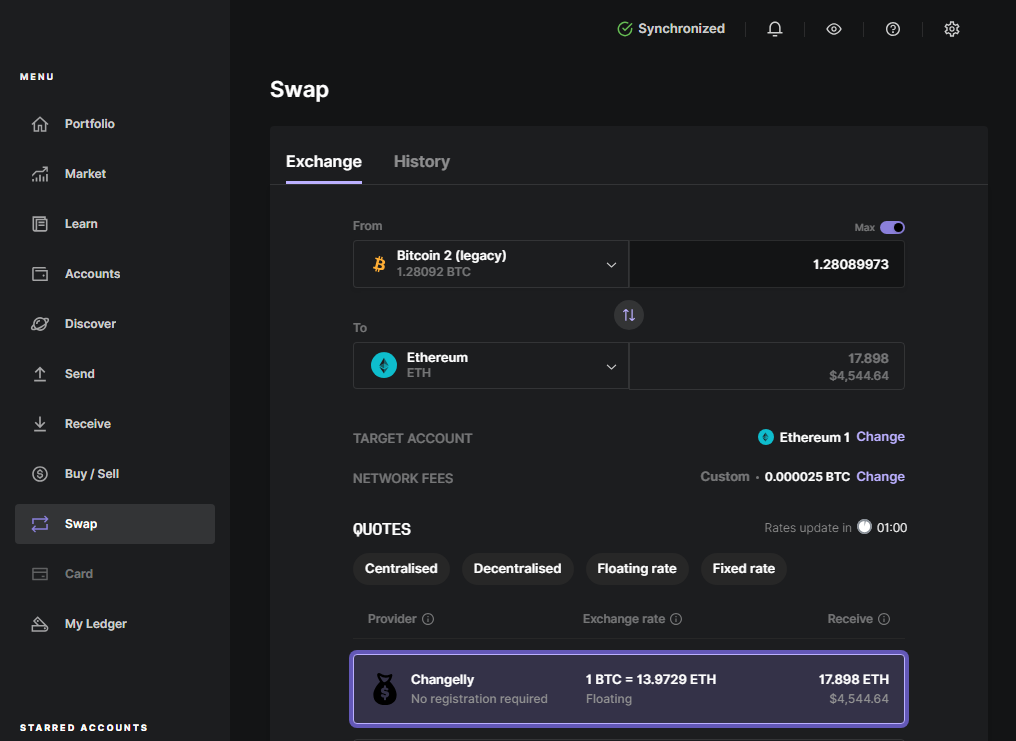 Synchronized
MENU
Portfolio
Market
Learn
Accounts
Discover
Send
Receive
Buy / Sell
Swap
Card
My Ledger
STARRED ACCOUNTS
Swap
Exchange History
From Max
Bitcoin 2 (legacy)
1.28092 BTC
1.28089973
To
Ethereum
ETH
17.898
$4,544.64
TARGET ACCOUNT Ethereum 1 Change
NETWORK FEES Custom · 0.000025 BTC Change
QUOTES Rates update in 01:00
Centralised Decentralised Floating rate Fixed rate
Provider Exchange rate Receive
Changelly 1 BTC = 13.9729 ETH 17.898 ETH
No registration required Floating $4,544.64